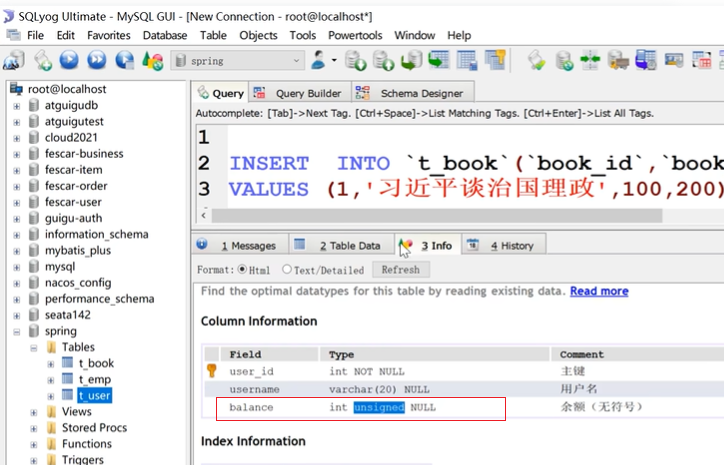 SQLyog Ultimate - MySQL GUI - [New Connection - root@localhost*]
File Edit Favorites Database Table Objects Tools Powertools Window Help
spring
root@localhost
atguigudb
atguigutest
cloud2021
fescar-business
fescar-item
fescar-order
fescar-user
guigu-auth
information_schema
mybatis_plus
mysql
nacos_config
performance_schema
seata142
spring
Tables
t_book
t_emp
t_user
Views
Stored Procs
Functions
Triggers
Query Query Builder Schema Designer
Autocomplete: [Tab]->Next Tag. [Ctrl+Space]->List Matching Tags. [Ctrl+Enter]->List All Tags.
1
2 INSERT INTO `t_book`(`book_id`,`book
3 VALUES (1,'习近平谈治国理政',100,200)
1 Messages 2 Table Data 3 Info 4 History
Format: Html Text/Detailed Refresh
Find the optimal datatypes for this table by reading existing data. Read more
Column Information
Field Type Comment
user_id int NOT NULL 主键
username varchar(20) NULL 用户名
balance int unsigned NULL 余额（无符号）
Index Information